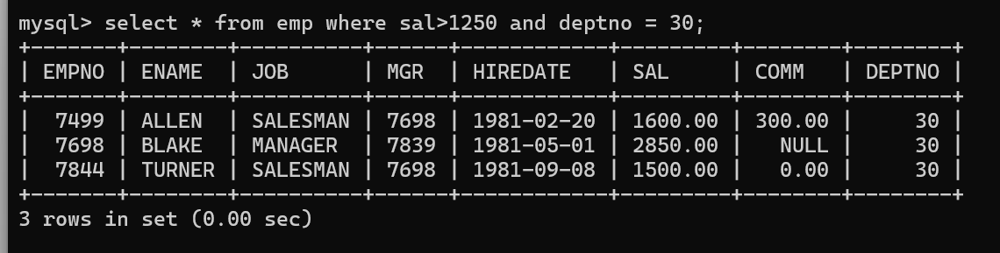 mysql> select * from emp where sal>1250 and deptno = 30;
+-------+--------+----------+------+------------+---------+--------+--------+
| EMPNO | ENAME  | JOB      | MGR  | HIREDATE   | SAL     | COMM   | DEPTNO |
+-------+--------+----------+------+------------+---------+--------+--------+
|  7499 | ALLEN  | SALESMAN | 7698 | 1981-02-20 | 1600.00 | 300.00 |     30 |
|  7698 | BLAKE  | MANAGER  | 7839 | 1981-05-01 | 2850.00 |   NULL |     30 |
|  7844 | TURNER | SALESMAN | 7698 | 1981-09-08 | 1500.00 |   0.00 |     30 |
+-------+--------+----------+------+------------+---------+--------+--------+
3 rows in set (0.00 sec)